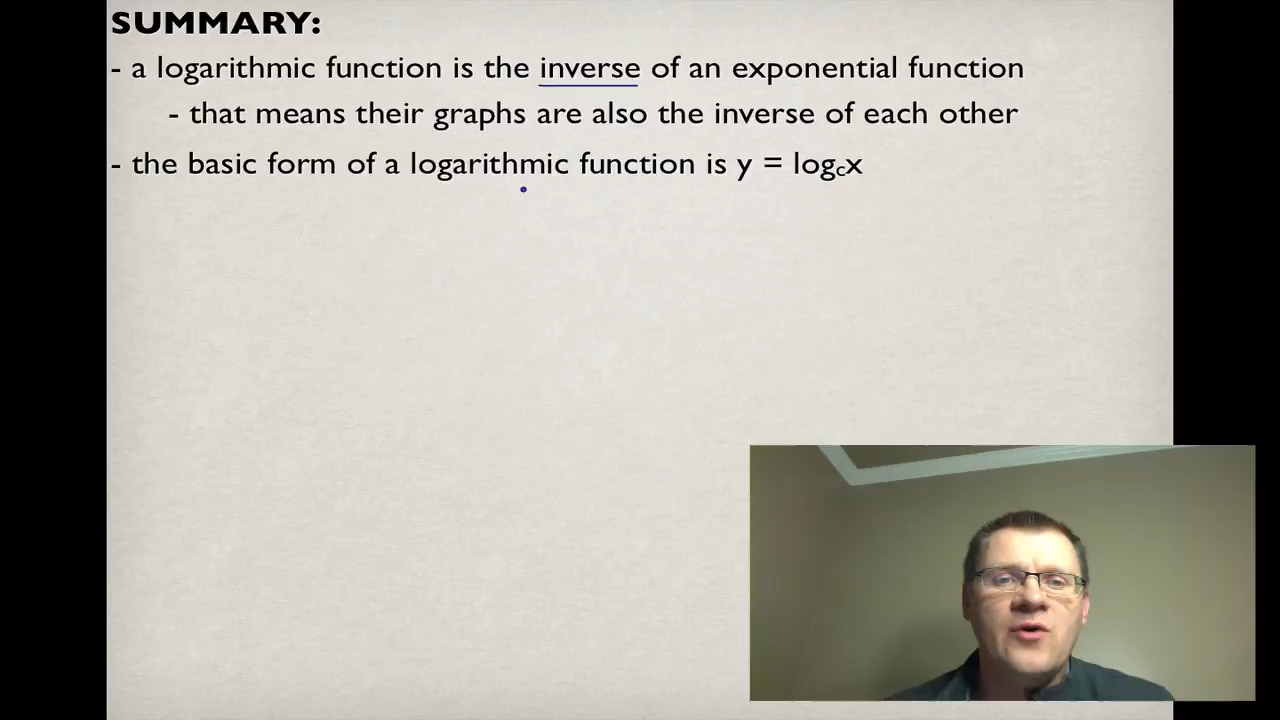 SUMMARY:
- a logarithmic function is the inverse of an exponential function
- that means their graphs are also the inverse of each other
- the basic form of a logarithmic function is y = log꜀x